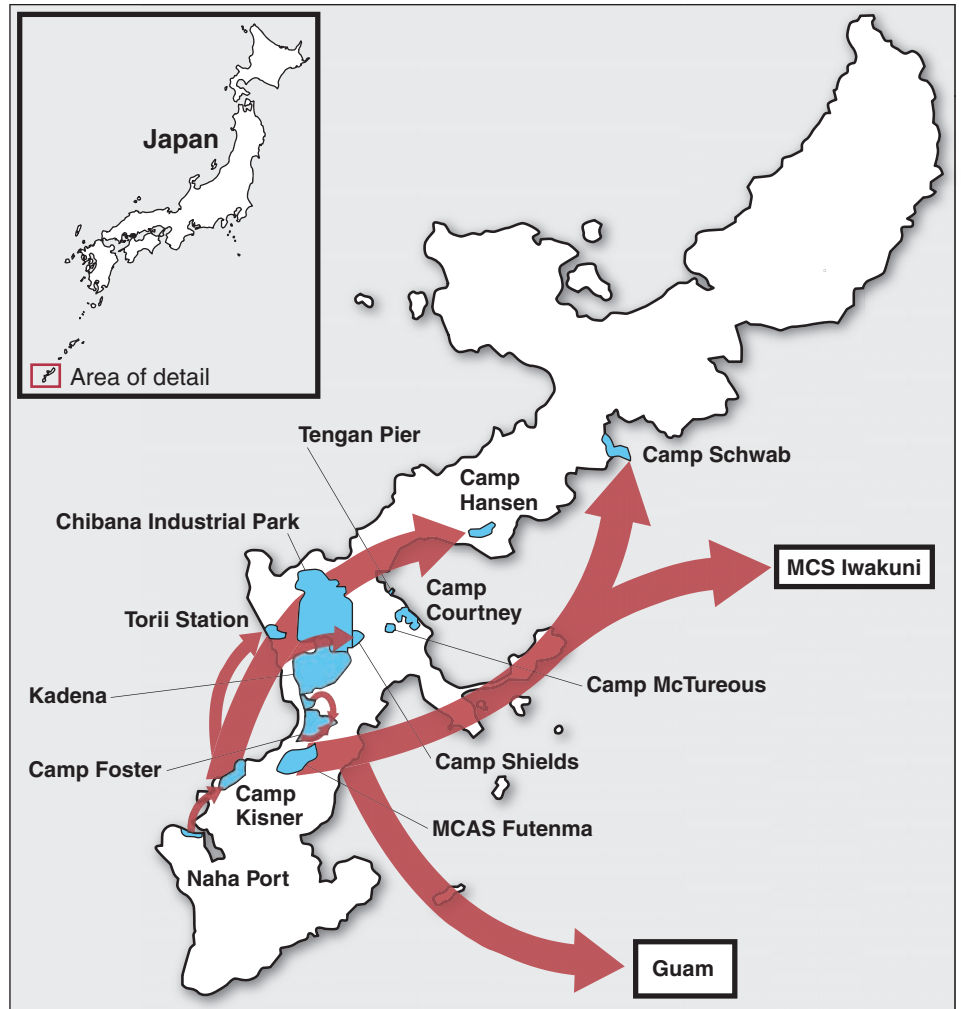 Japan
Area of detail
Tengan Pier
Camp Schwab
Camp
Hansen
Chibana Industrial Park
MCS Iwakuni
Camp
Courtney
Torii Station
Camp McTureous
Kadena
Camp Shields
Camp Foster
Camp
Kisner
MCAS Futenma
Naha Port
Guam